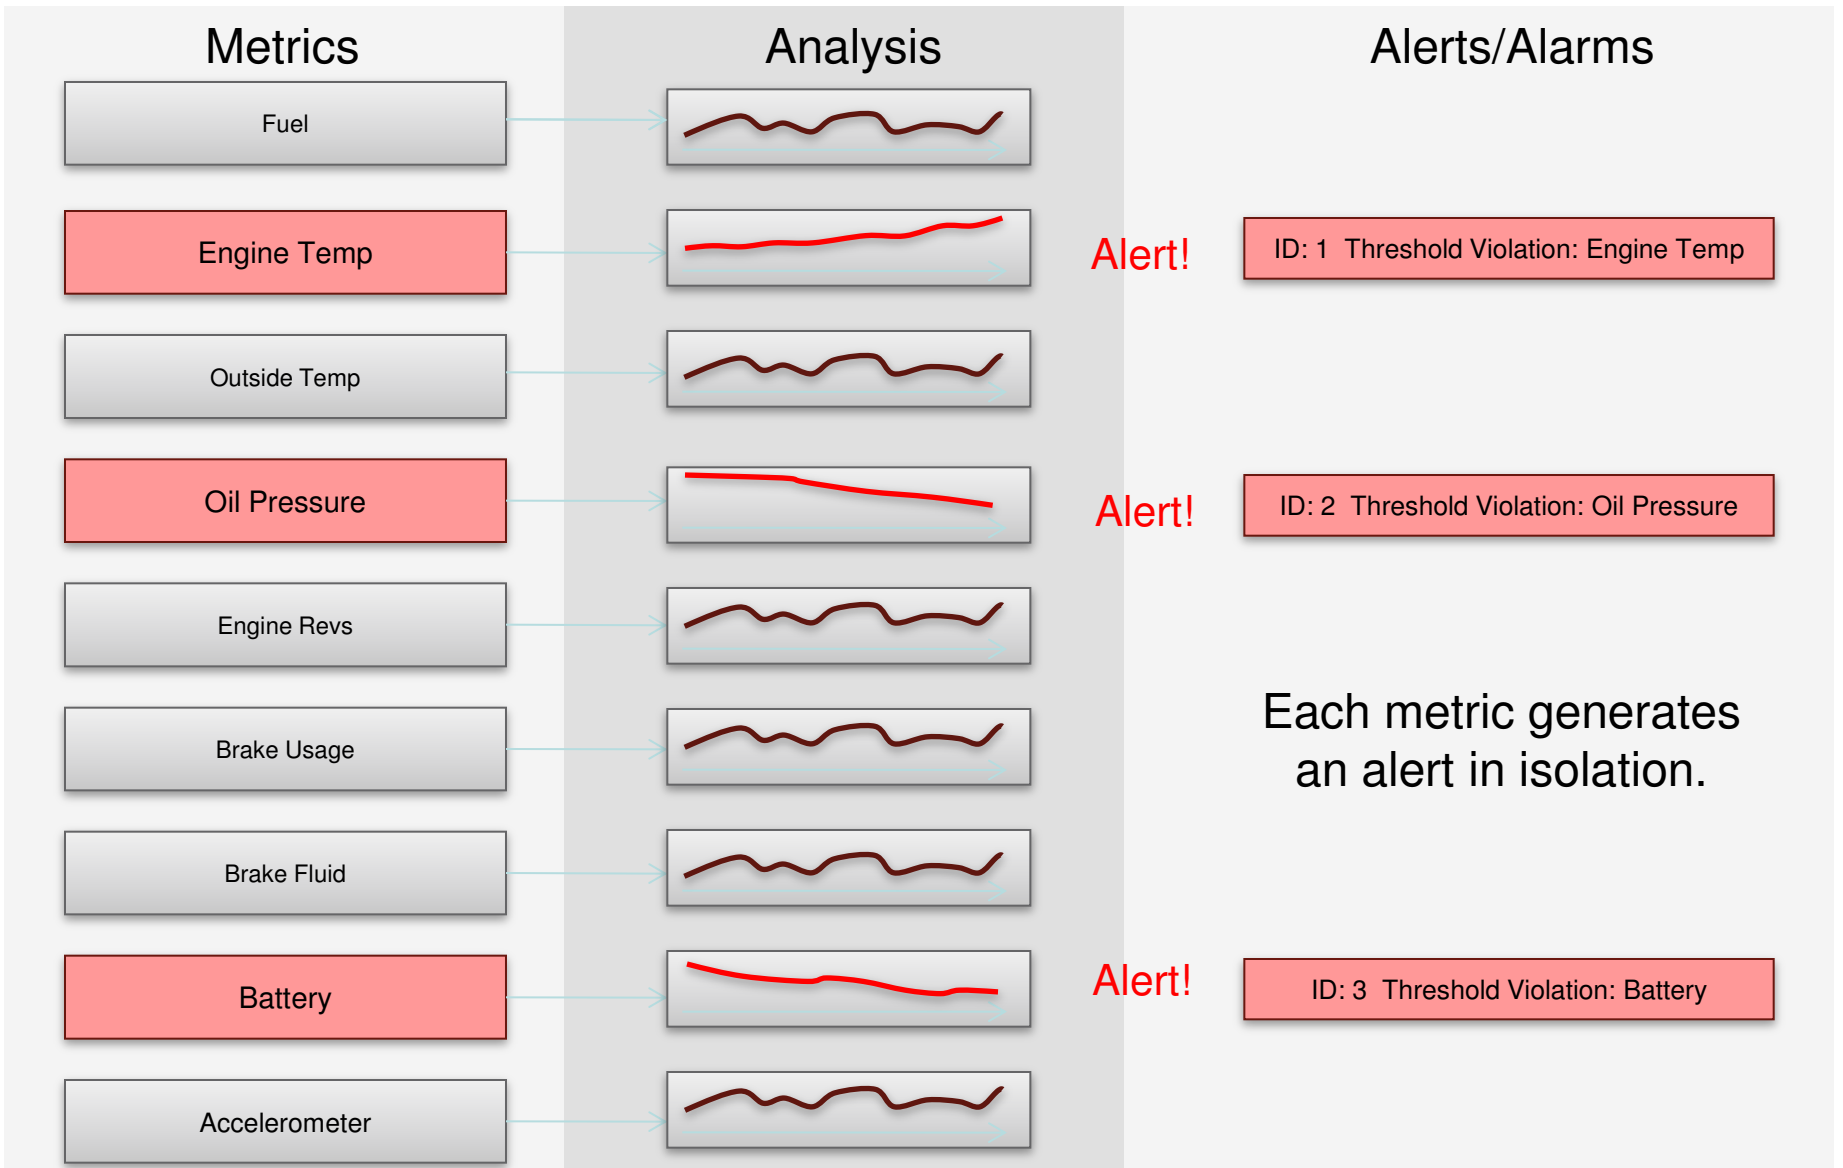 Metrics
Analysis
Alerts/Alarms
Fuel
Engine Temp
Alert!
ID: 1  Threshold Violation: Engine Temp
Outside Temp
Oil Pressure
Alert!
ID: 2  Threshold Violation: Oil Pressure
Engine Revs
Brake Usage
Each metric generates
an alert in isolation.
Brake Fluid
Battery
Alert!
ID: 3  Threshold Violation: Battery
Accelerometer